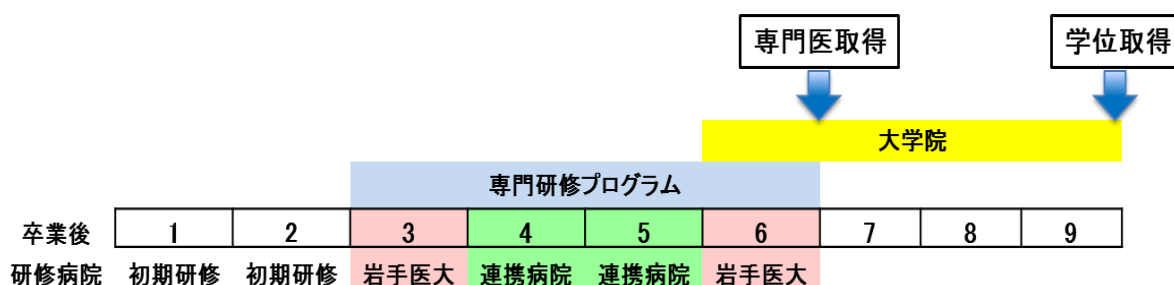 専門医取得 学位取得
大学院
専門研修プログラム
卒業後 1 2 3 4 5 6 7 8 9
研修病院 初期研修 初期研修 岩手医大 連携病院 連携病院 岩手医大